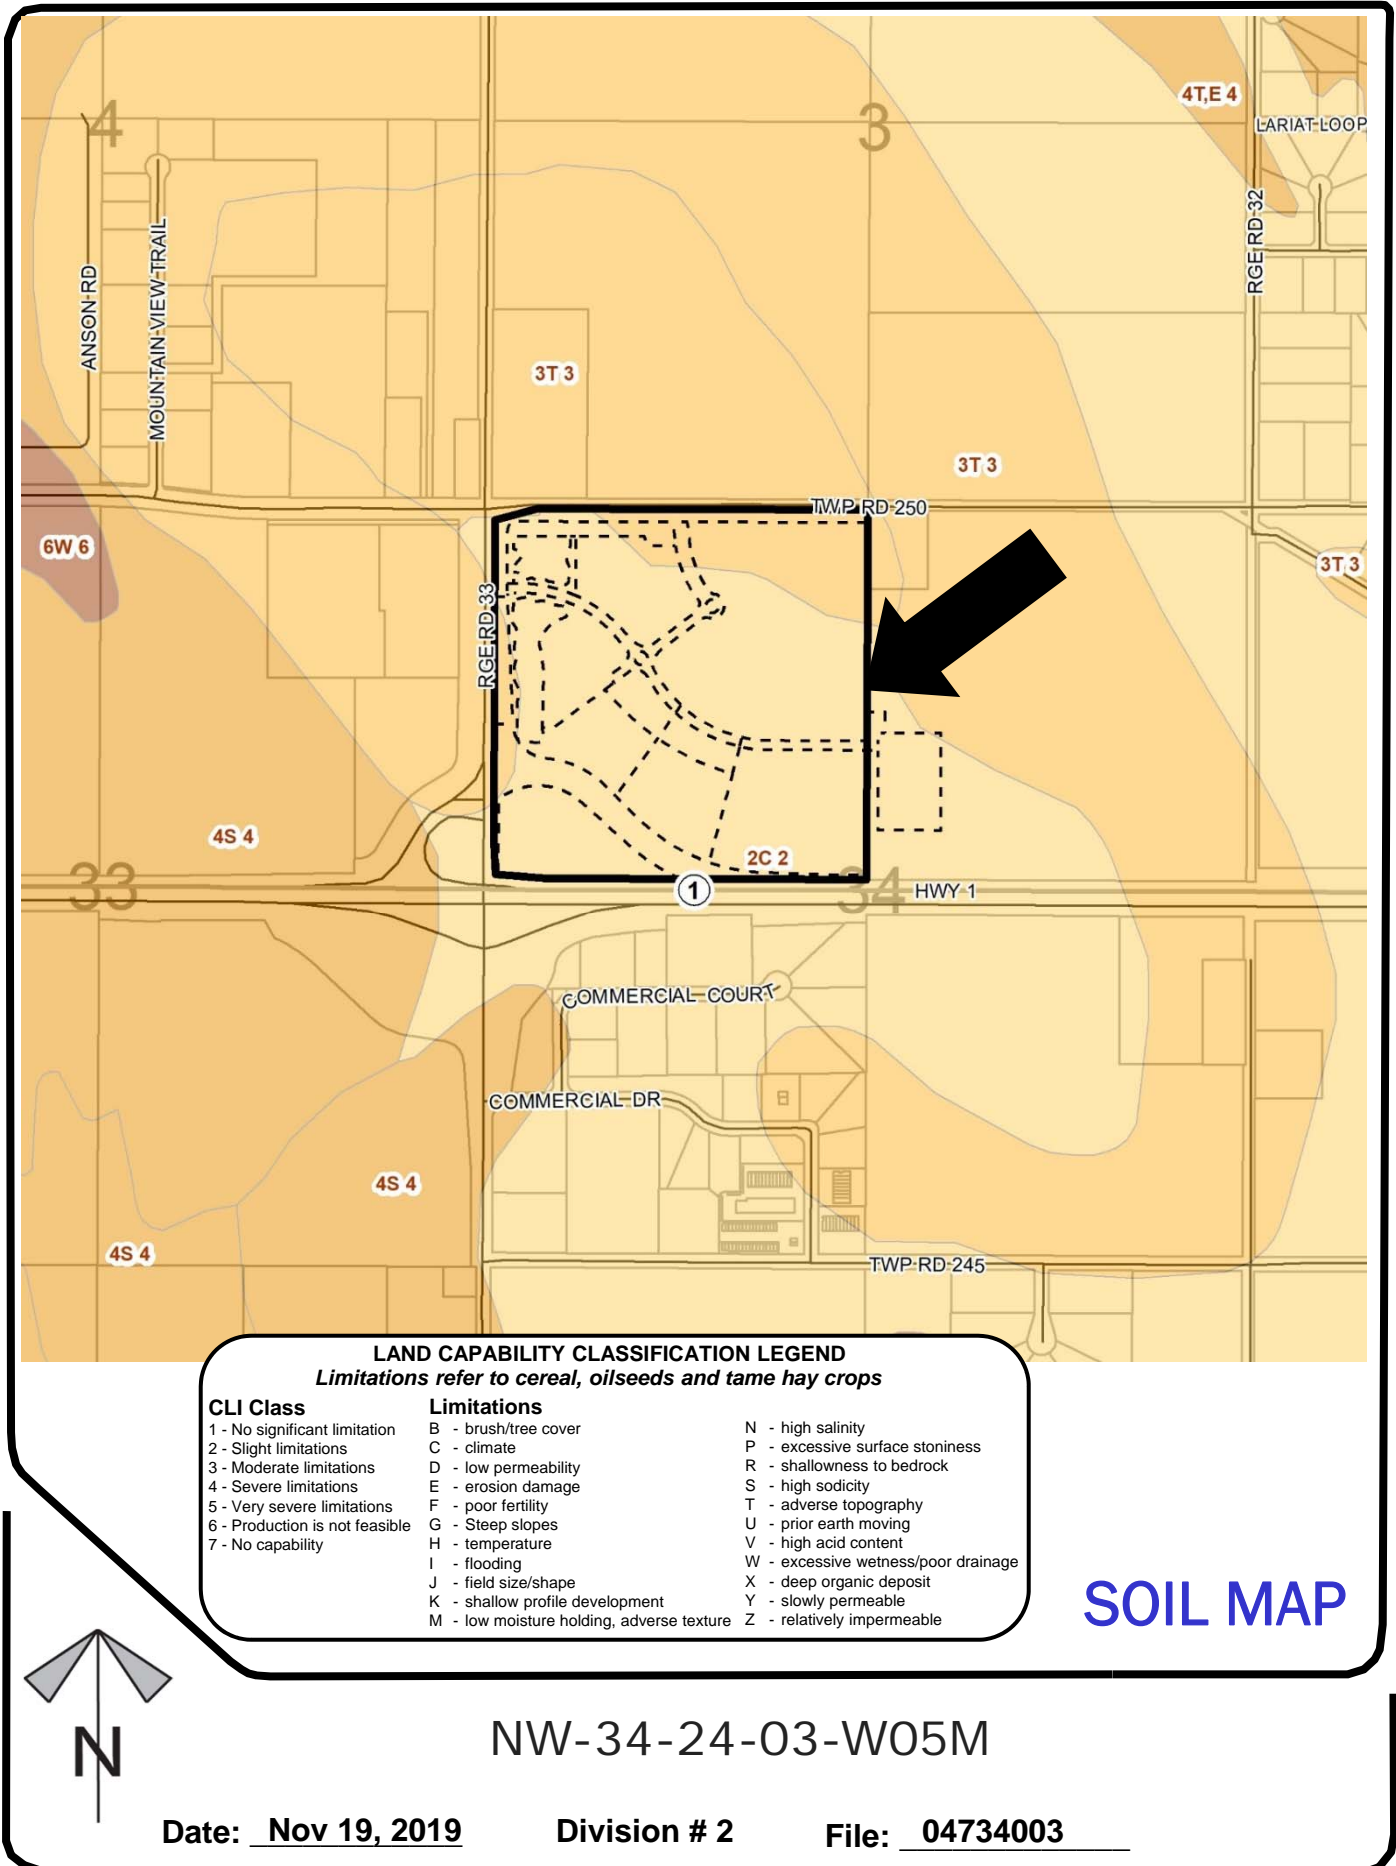 4
3
4T,E 4
LARIAT LOOP
RGE RD 32
ANSON RD
MOUNTAIN VIEW TRAIL
3T 3
3T 3
TWP RD 250
6W 6
3T 3
RGE RD 33
4S 4
2C 2
33
1
34
HWY 1
COMMERCIAL COURT
COMMERCIAL DR
4S 4
4S 4
TWP RD 245
LAND CAPABILITY CLASSIFICATION LEGEND
Limitations refer to cereal, oilseeds and tame hay crops
CLI Class
1 - No significant limitation
2 - Slight limitations
3 - Moderate limitations
4 - Severe limitations
5 - Very severe limitations
6 - Production is not feasible
7 - No capability
Limitations
B - brush/tree cover
C - climate
D - low permeability
E - erosion damage
F - poor fertility
G - Steep slopes
H - temperature
I - flooding
J - field size/shape
K - shallow profile development
M - low moisture holding, adverse texture
N - high salinity
P - excessive surface stoniness
R - shallowness to bedrock
S - high sodicity
T - adverse topography
U - prior earth moving
V - high acid content
W - excessive wetness/poor drainage
X - deep organic deposit
Y - slowly permeable
Z - relatively impermeable
SOIL MAP
N
NW-34-24-03-W05M
Date: Nov 19, 2019 Division # 2 File: 04734003